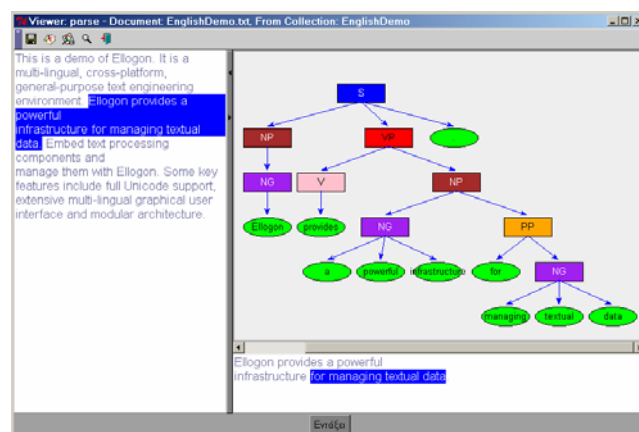 Viewer: parse - Document: EnglishDemo.txt, From Collection: EnglishDemo
This is a demo of Ellogon. It is a
multi-lingual, cross-platform,
general-purpose text engineering
environment. Ellogon provides a
powerful
infrastructure for managing textual
data. Embed text processing
components and
manage them with Ellogon. Some key
features include full Unicode support,
extensive multi-lingual graphical user
interface and modular architecture.
S
NP VP .
NG V NP
Ellogon provides NG PP
a powerful infrastructure for NG
managing textual data
Ellogon provides a powerful
infrastructure for managing textual data.
Εντάξει